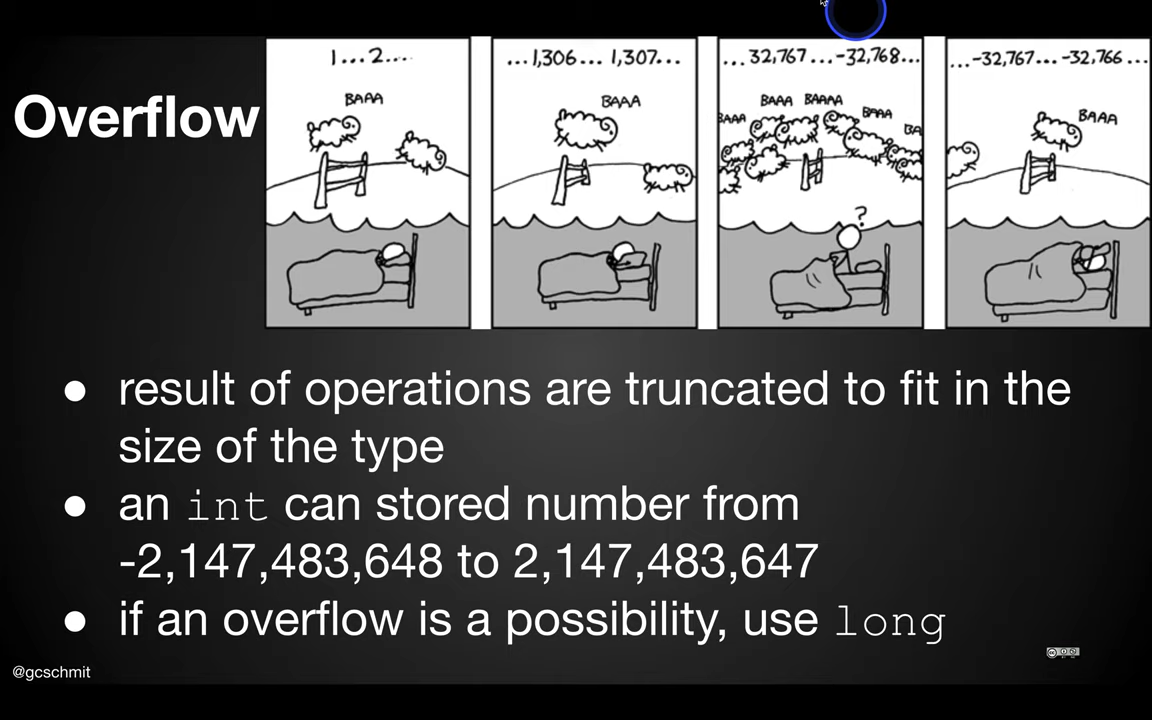 Overflow
1...2....
BAAA
...1,306... 1,307...
BAAA
...32,767...-32,768...
BAAA BAAAA
BAAA
BAAA
BA
...-32,767...-32,766...
BAAA
?
● result of operations are truncated to fit in the
size of the type
● an int can stored number from
-2,147,483,648 to 2,147,483,647
● if an overflow is a possibility, use long
@gcschmit